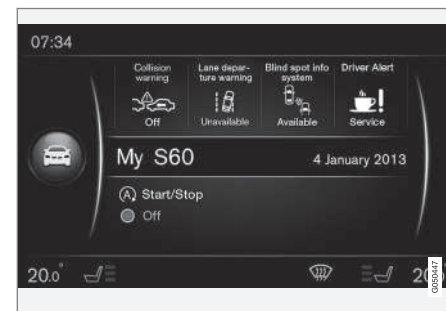 07:34
Collision warning
Lane depar-
ture warning
Blind spot info system
Driver Alert
Off
Unavailable
Available
Service
My S60
4 January 2013
A Start/Stop
Off
20.0°
G050447